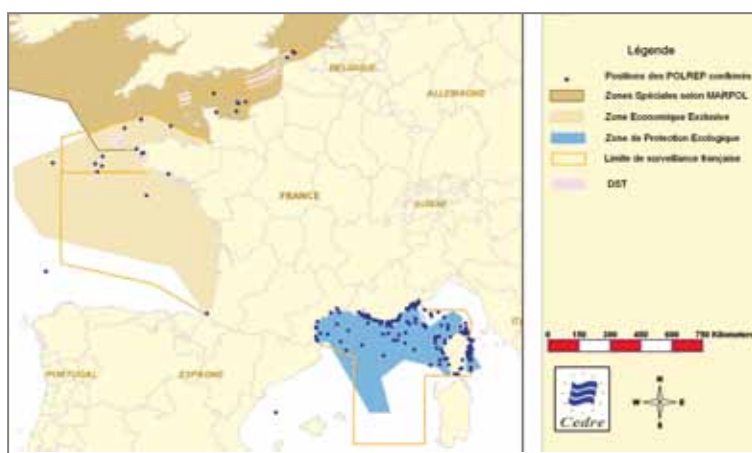 BELGIQUE
ALLEMAGNE
FRANCE
SUISSE
PORTUGAL
ESPAGNE
Légende
Positions des POLREP confirmés
Zones Spéciales selon MARPOL
Zone Economique Exclusive
Zone de Protection Ecologique
Limite de surveillance française
DST
0 150 300 450 600 750 Kilometers
Cedre
N
W E
S